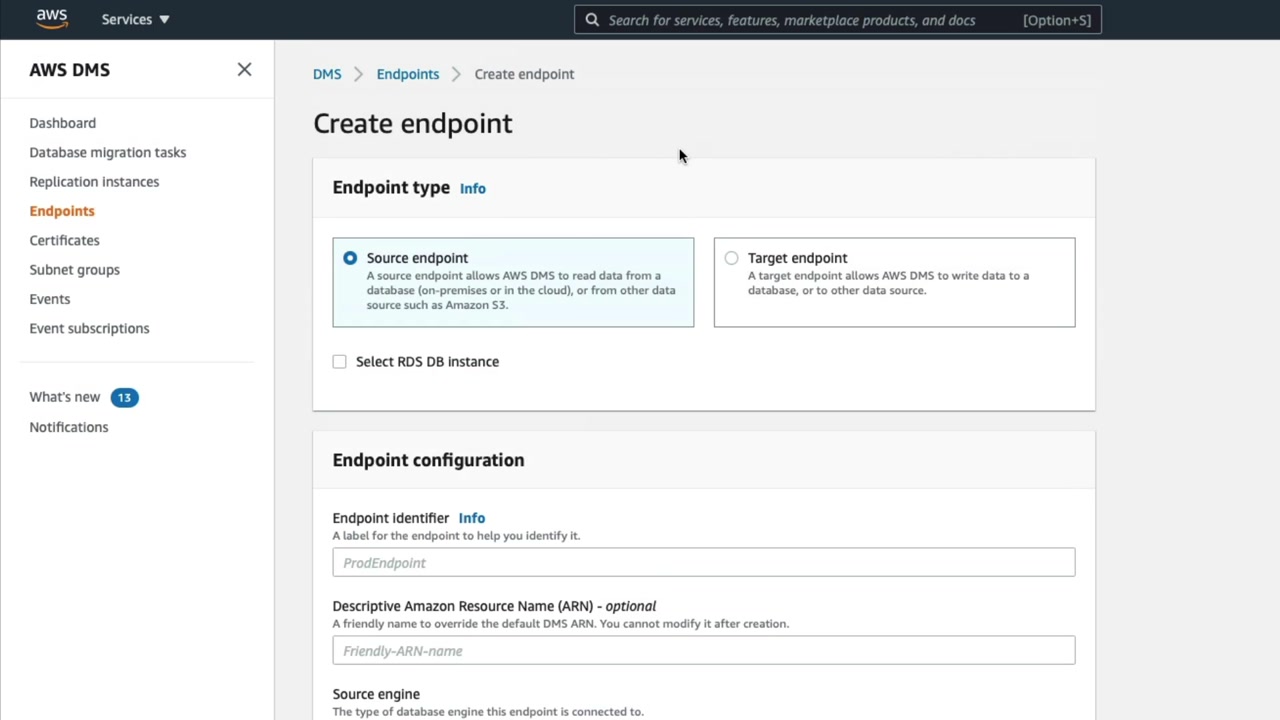 aws
Services ▼
Search for services, features, marketplace products, and docs [Option+S]
AWS DMS
Dashboard
Database migration tasks
Replication instances
Endpoints
Certificates
Subnet groups
Events
Event subscriptions
What's new 13
Notifications
DMS > Endpoints > Create endpoint
Create endpoint
Endpoint type Info
Source endpoint
A source endpoint allows AWS DMS to read data from a
database (on-premises or in the cloud), or from other data
source such as Amazon S3.
Target endpoint
A target endpoint allows AWS DMS to write data to a
database, or to other data source.
Select RDS DB instance
Endpoint configuration
Endpoint identifier Info
A label for the endpoint to help you identify it.
ProdEndpoint
Descriptive Amazon Resource Name (ARN) - optional
A friendly name to override the default DMS ARN. You cannot modify it after creation.
Friendly-ARN-name
Source engine
The type of database engine this endpoint is connected to.